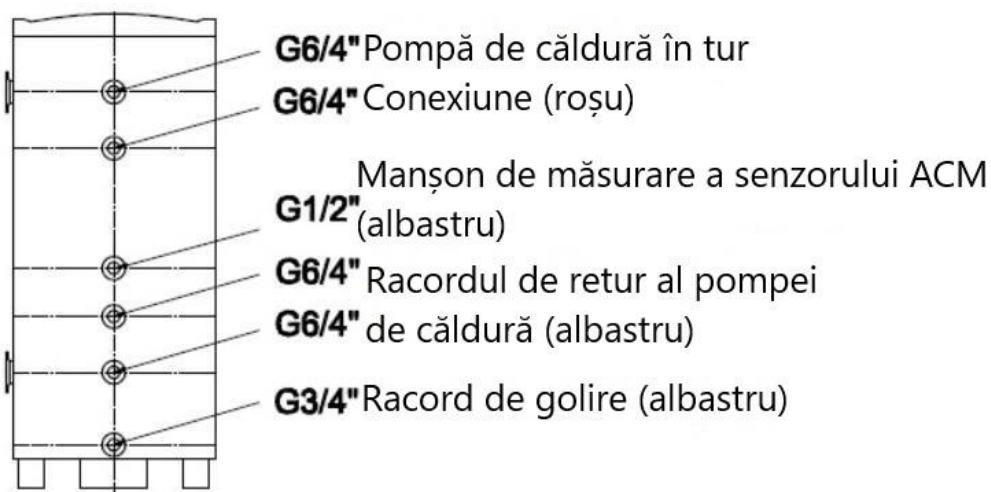 G6/4" Pompă de căldură în tur
G6/4" Conexiune (roșu)
Manșon de măsurare a senzorului ACM
G1/2" (albastru)
G6/4" Racordul de retur al pompei
G6/4" de căldură (albastru)
G3/4" Racord de golire (albastru)